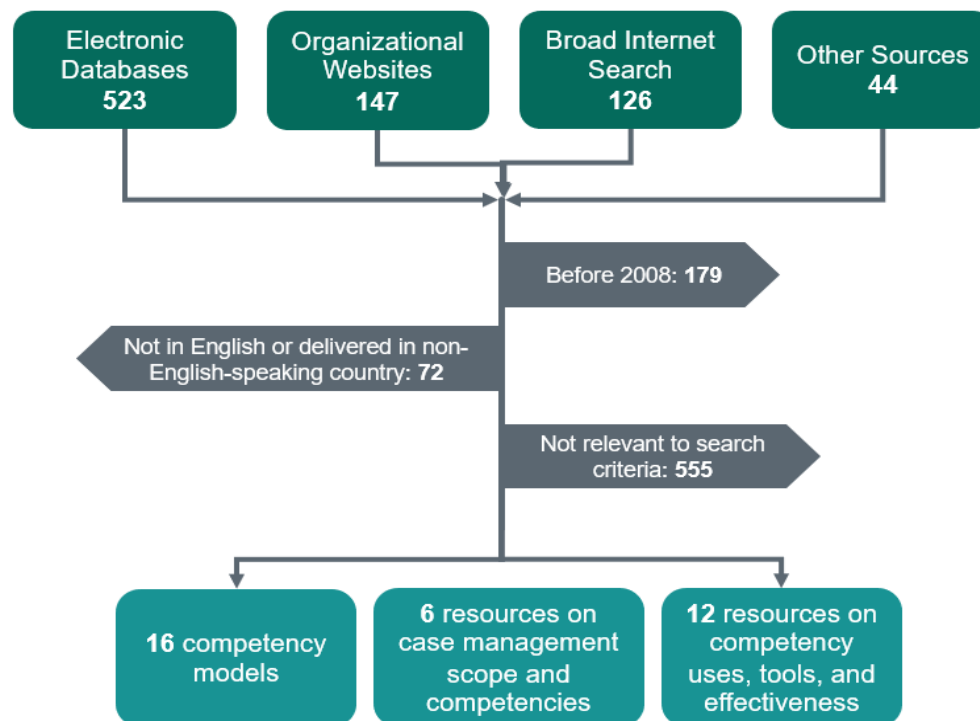 Electronic
Databases
523
Organizational
Websites
147
Broad Internet
Search
126
Other Sources
44
Before 2008: 179
Not in English or delivered in non-
English-speaking country: 72
Not relevant to search
criteria: 555
16 competency
models
6 resources on
case management
scope and
competencies
12 resources on
competency
uses, tools, and
effectiveness